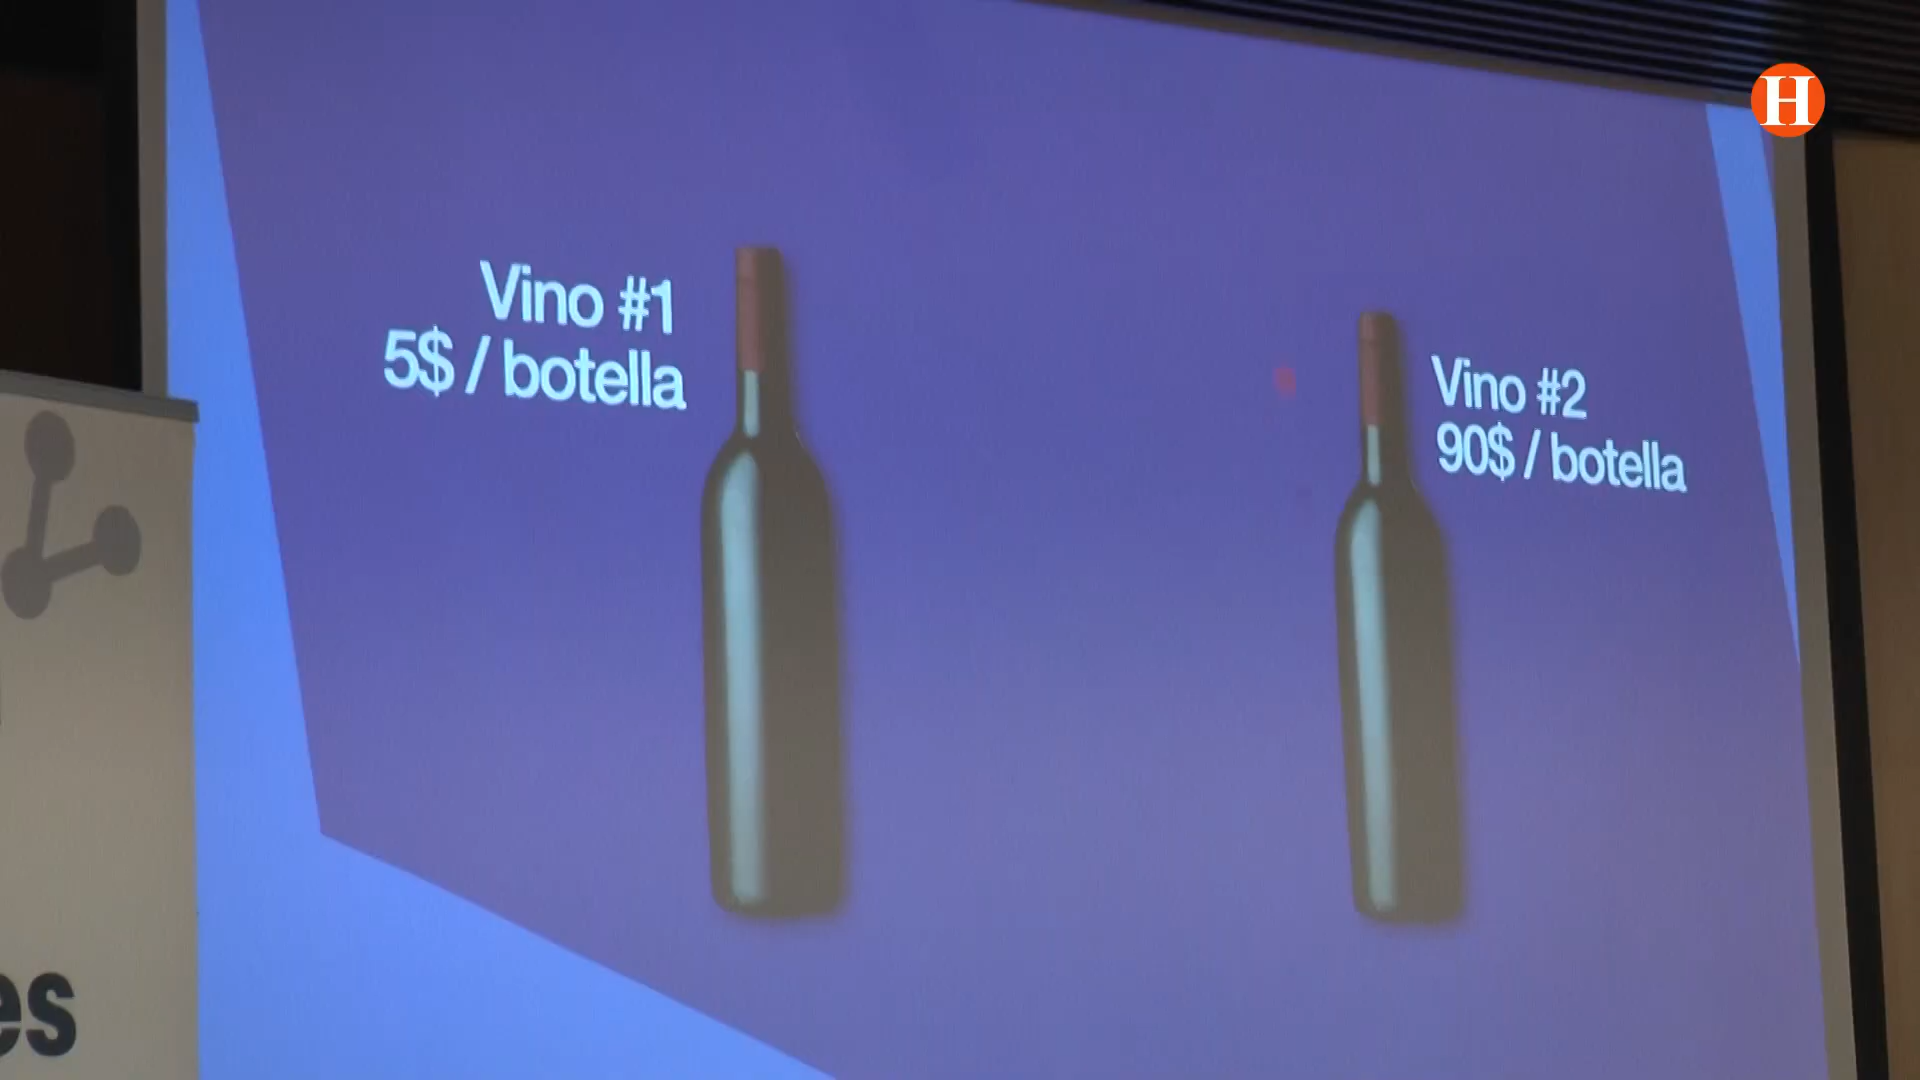 H
Vino #1
5$ / botella
Vino #2
90$ / botella
es